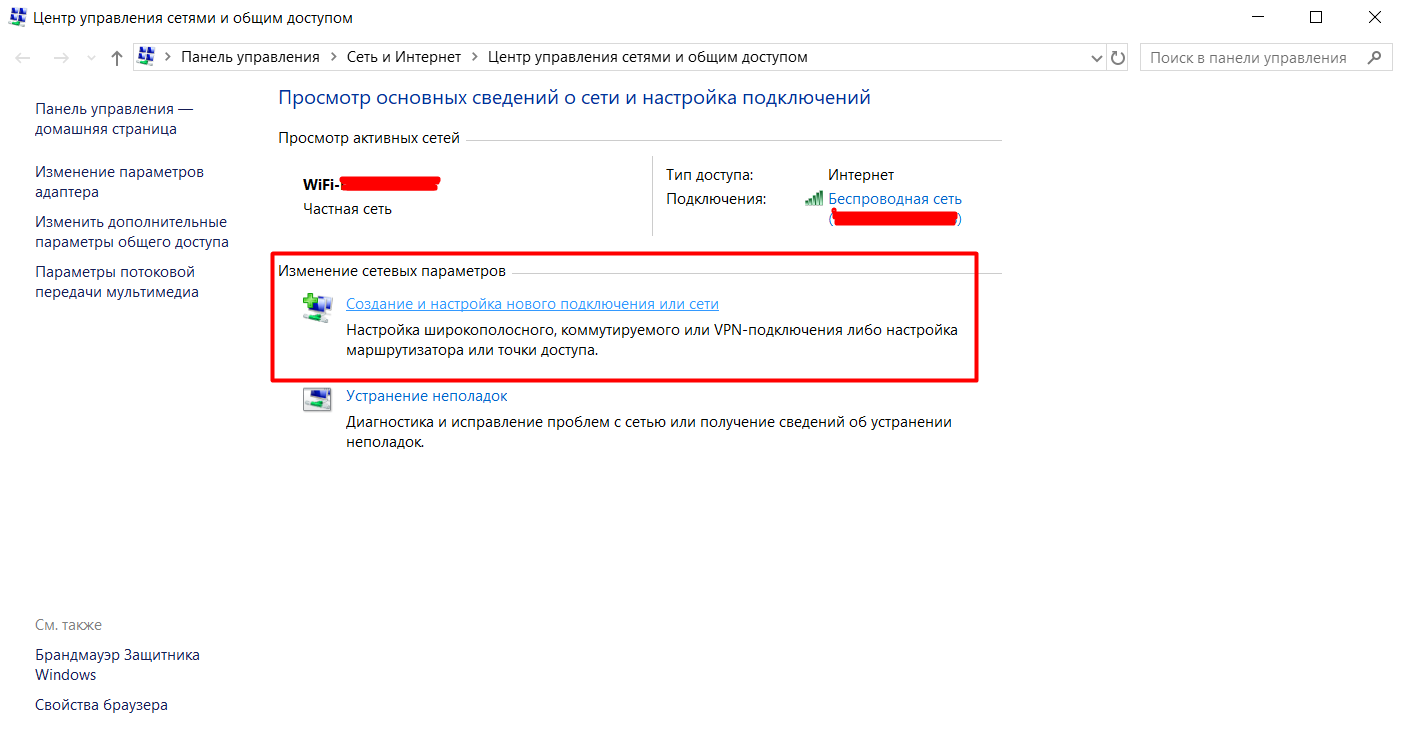 Центр управления сетями и общим доступом
Панель управления
Сеть и Интернет
Центр управления сетями и общим доступом
Поиск в панели управления
Панель управления —
домашняя страница
Изменение параметров
адаптера
Изменить дополнительные
параметры общего доступа
Параметры потоковой
передачи мультимедиа
Просмотр основных сведений о сети и настройка подключений
Просмотр активных сетей
WiFi-
Частная сеть
Тип доступа:
Интернет
Подключения:
Беспроводная сеть
( )
Изменение сетевых параметров
Создание и настройка нового подключения или сети
Настройка широкополосного, коммутируемого или VPN-подключения либо настройка
маршрутизатора или точки доступа.
Устранение неполадок
Диагностика и исправление проблем с сетью или получение сведений об устранении
неполадок.
См. также
Брандмауэр Защитника
Windows
Свойства браузера